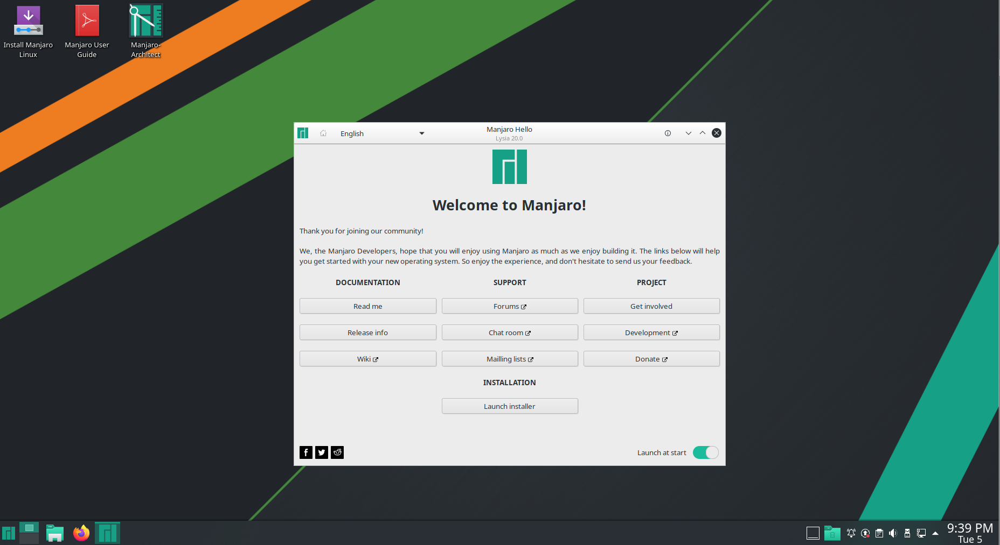 Install Manjaro
Linux
Manjaro User
Guide
Manjaro-
Architect
English
Manjaro Hello
Lysia 20.0
Welcome to Manjaro!
Thank you for joining our community!
We, the Manjaro Developers, hope that you will enjoy using Manjaro as much as we enjoy building it. The links below will help
you get started with your new operating system. So enjoy the experience, and don't hesitate to send us your feedback.
DOCUMENTATION
SUPPORT
PROJECT
Read me
Forums
Get involved
Release info
Chat room
Development
Wiki
Mailling lists
Donate
INSTALLATION
Launch installer
Launch at start
9:39 PM
Tue 5